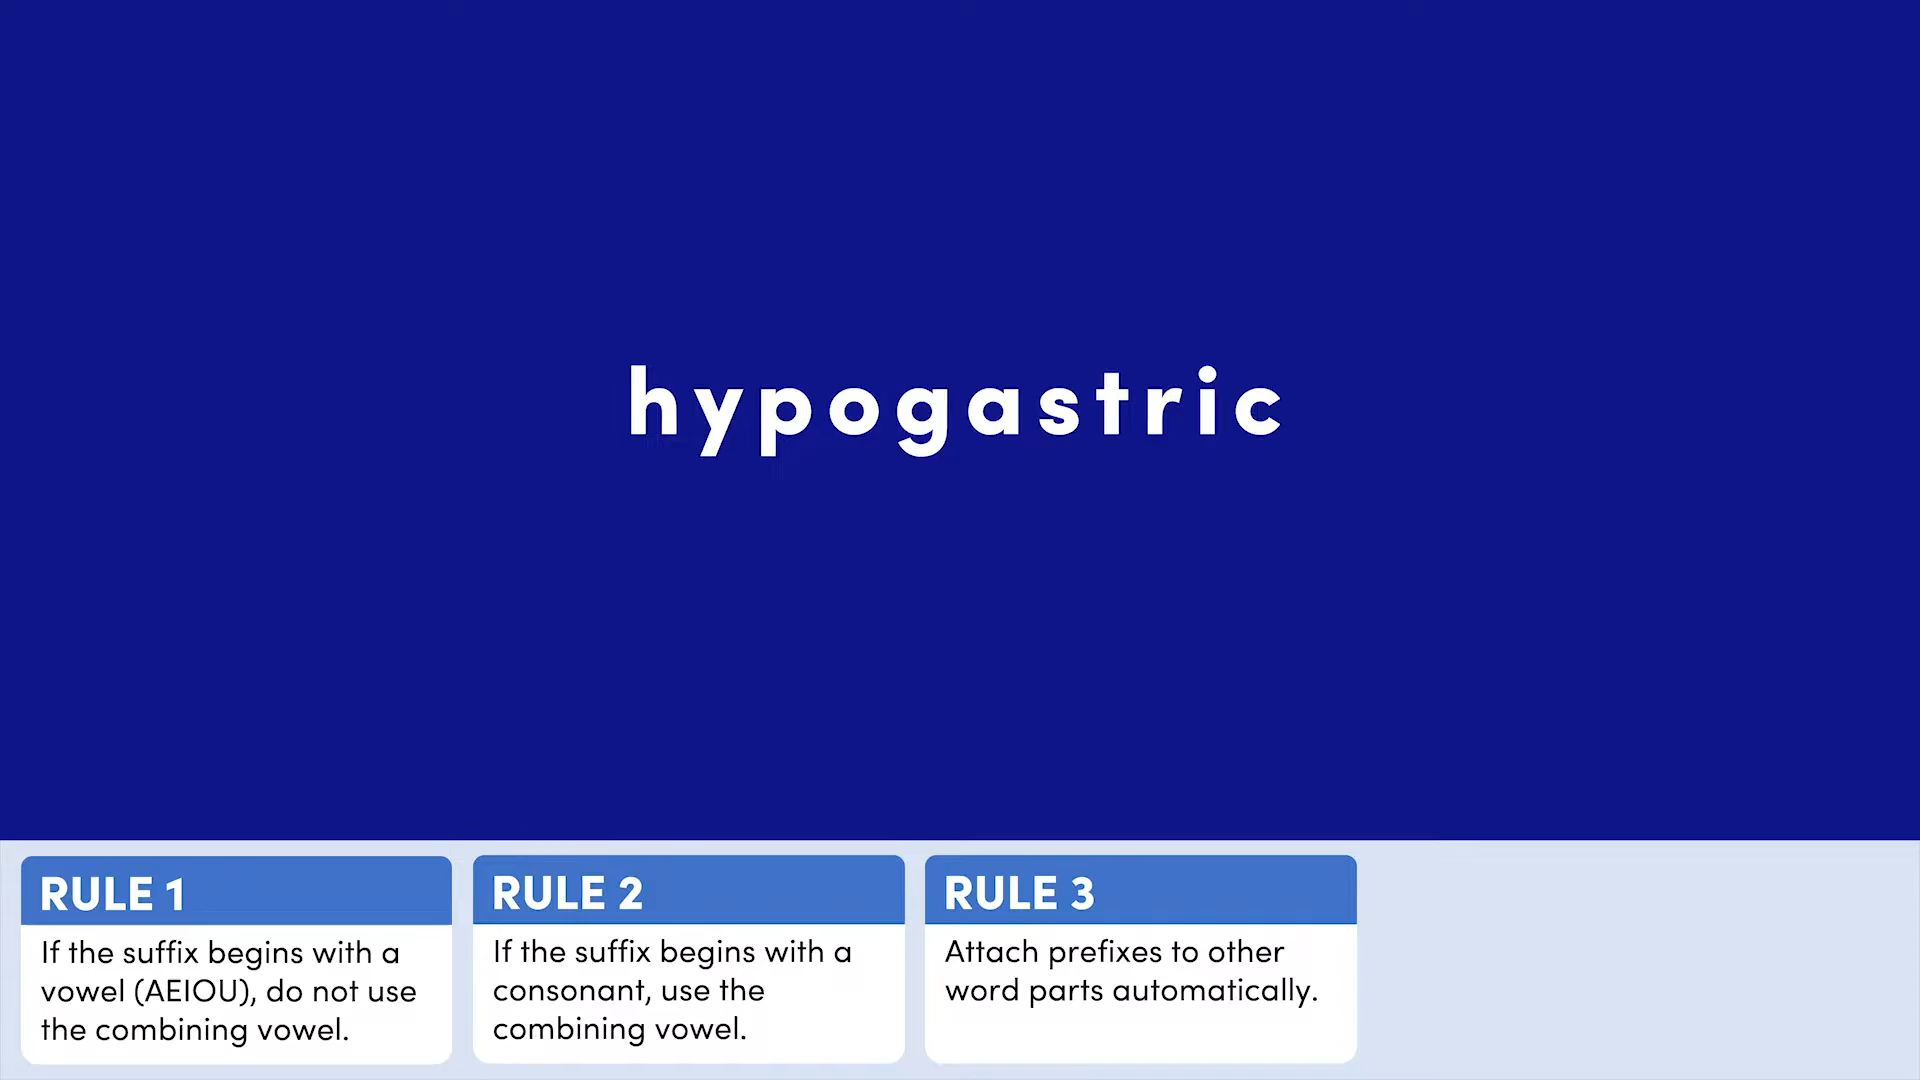 hypogastric
RULE 1
If the suffix begins with a
vowel (AEIOU), do not use
the combining vowel.
RULE 2
If the suffix begins with a
consonant, use the
combining vowel.
RULE 3
Attach prefixes to other
word parts automatically.